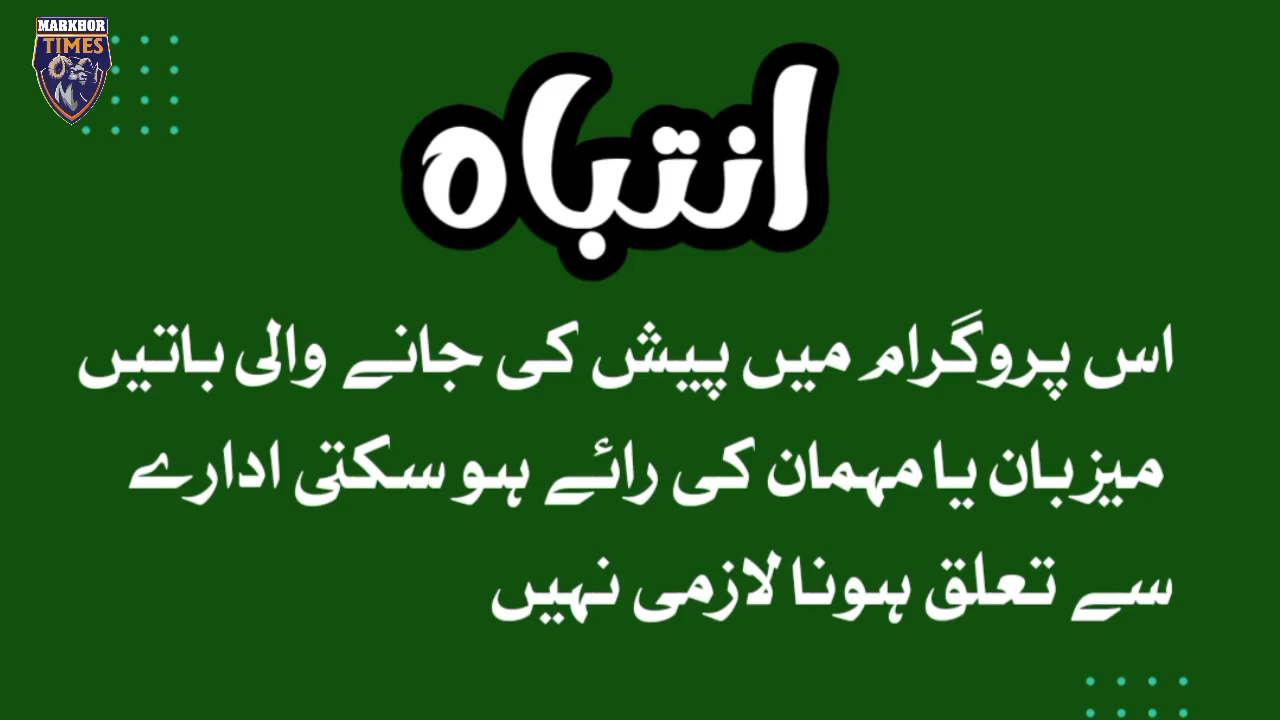 MARKHOR
TIMES
انتباہ
اس پروگرام میں پیش کی جانے والی باتیں
میزبان یا مہمان کی رائے ہو سکتی ادارے
سے تعلق ہونا لازمی نہیں